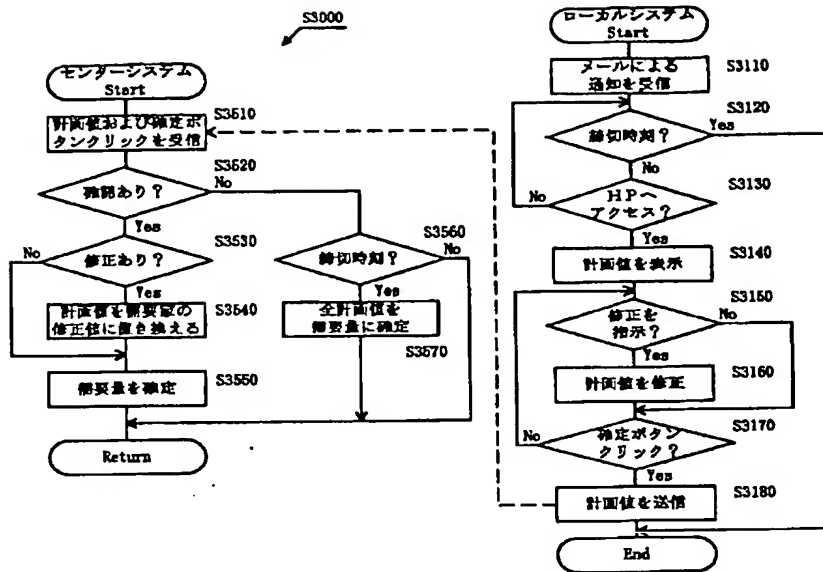 S3000
センターシステム
Start
計画値および確定ボ
タンクリックを受信
S3510
確認あり？
S3520
No
Yes
修正あり？
S3530
No
Yes
計画値を需要家の
修正値に置き換える
S3540
需要量を確定
S3550
Return
締切時刻？
S3560
No
Yes
全計画値を
需要量に確定
S3570
ローカルシステム
Start
メールによる
通知を受信
S3110
締切時刻？
S3120
Yes
No
HPへ
アクセス？
S3130
No
Yes
計画値を表示
S3140
修正を
指示？
S3150
No
Yes
計画値を修正
S3160
確定ボタン
クリック？
S3170
No
Yes
計画値を送信
S3180
End